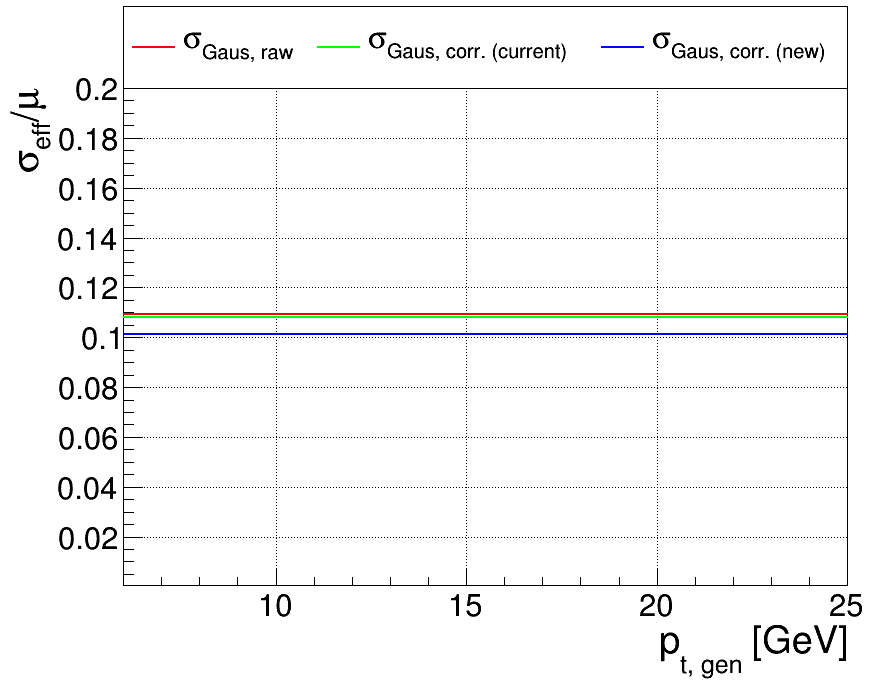 σGaus, raw σGaus, corr. (current) σGaus, corr. (new)
σeff/μ
0.2
0.18
0.16
0.14
0.12
0.1
0.08
0.06
0.04
0.02
10 15 20 25
pt, gen [GeV]